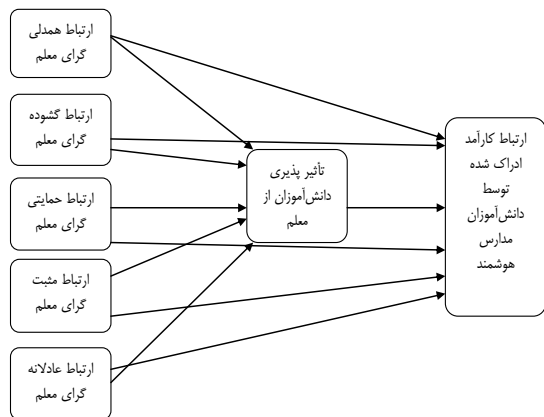 ارتباط همدلی
گرای معلم
ارتباط گشوده
گرای معلم
ارتباط حمایتی
گرای معلم
ارتباط مثبت
گرای معلم
ارتباط عادلانه
گرای معلم
تأثیر پذیری
دانش‌آموزان از
معلم
ارتباط کارآمد
ادراک شده
توسط
دانش‌آموزان
مدارس
هوشمند